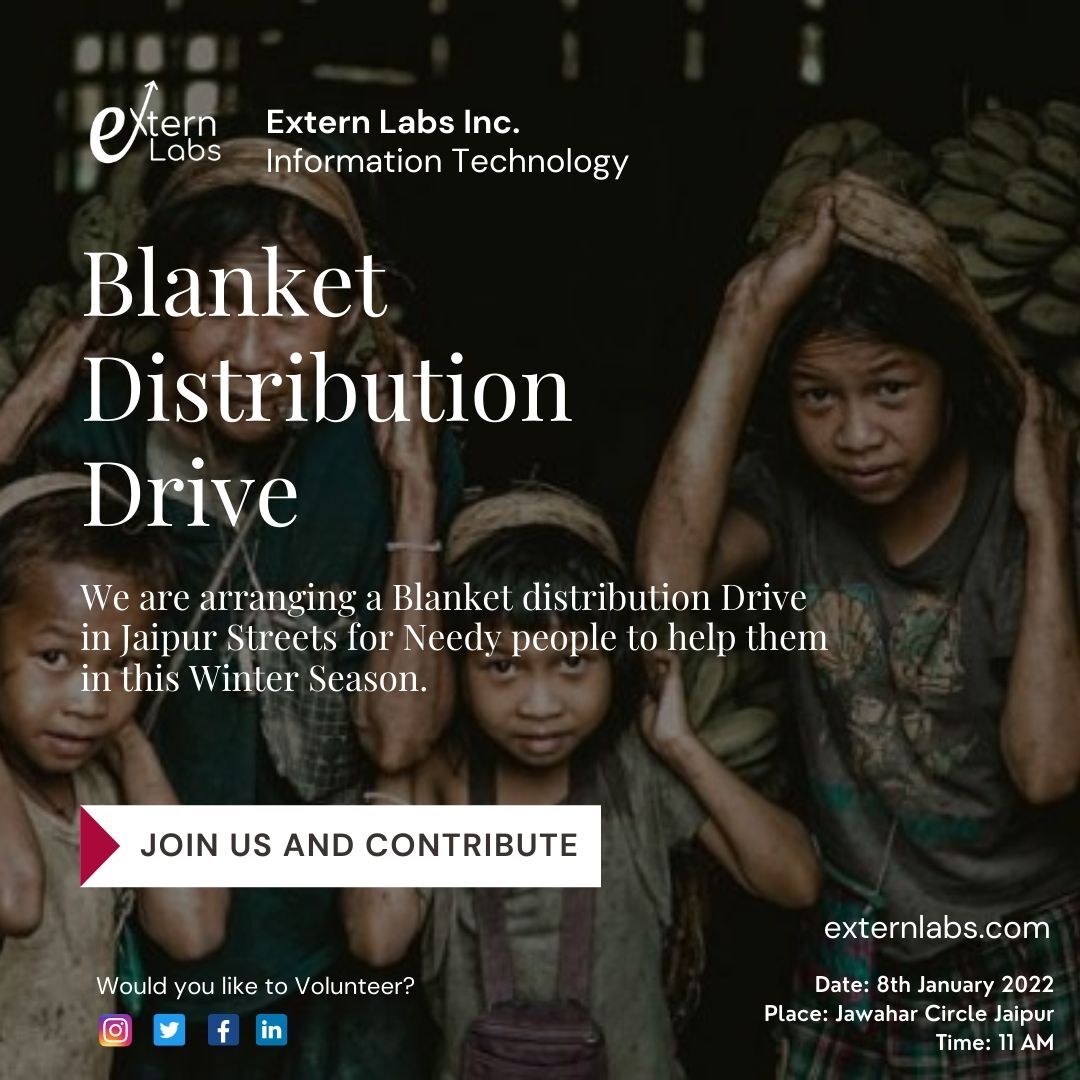 extern
Labs
Extern Labs Inc.
Information Technology
Blanket
Distribution
Drive
We are arranging a Blanket distribution Drive
in Jaipur Streets for Needy people to help them
in this Winter Season.
JOIN US AND CONTRIBUTE
externlabs.com
Would you like to Volunteer?
Date: 8th January 2022
Place: Jawahar Circle Jaipur
Time: 11 AM